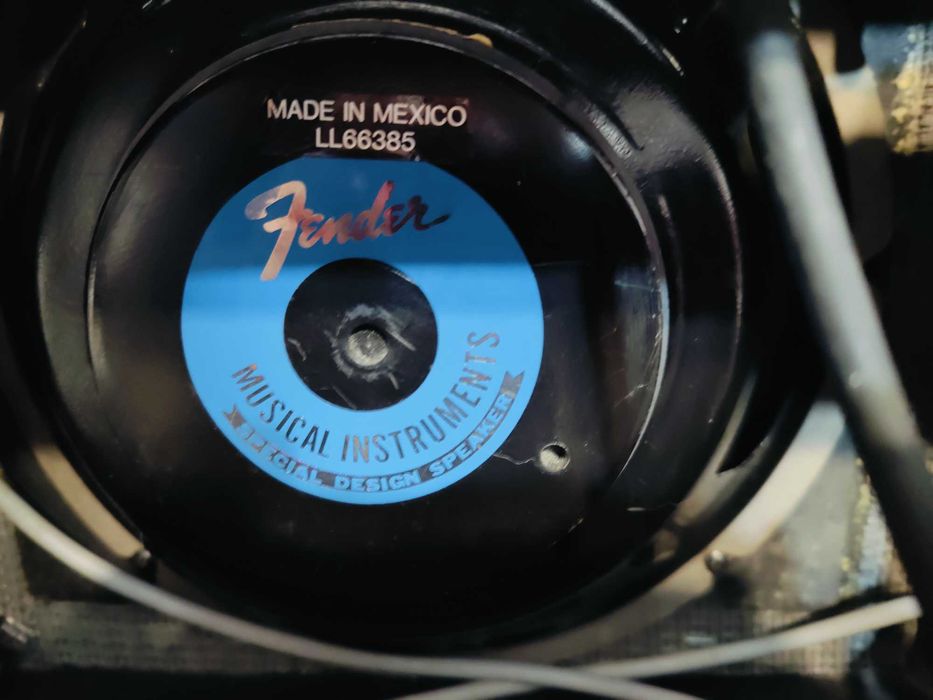 MADE IN MEXICO
LL66385
Fender
MUSICAL INSTRUMENTS
SPECIAL DESIGN SPEAKER